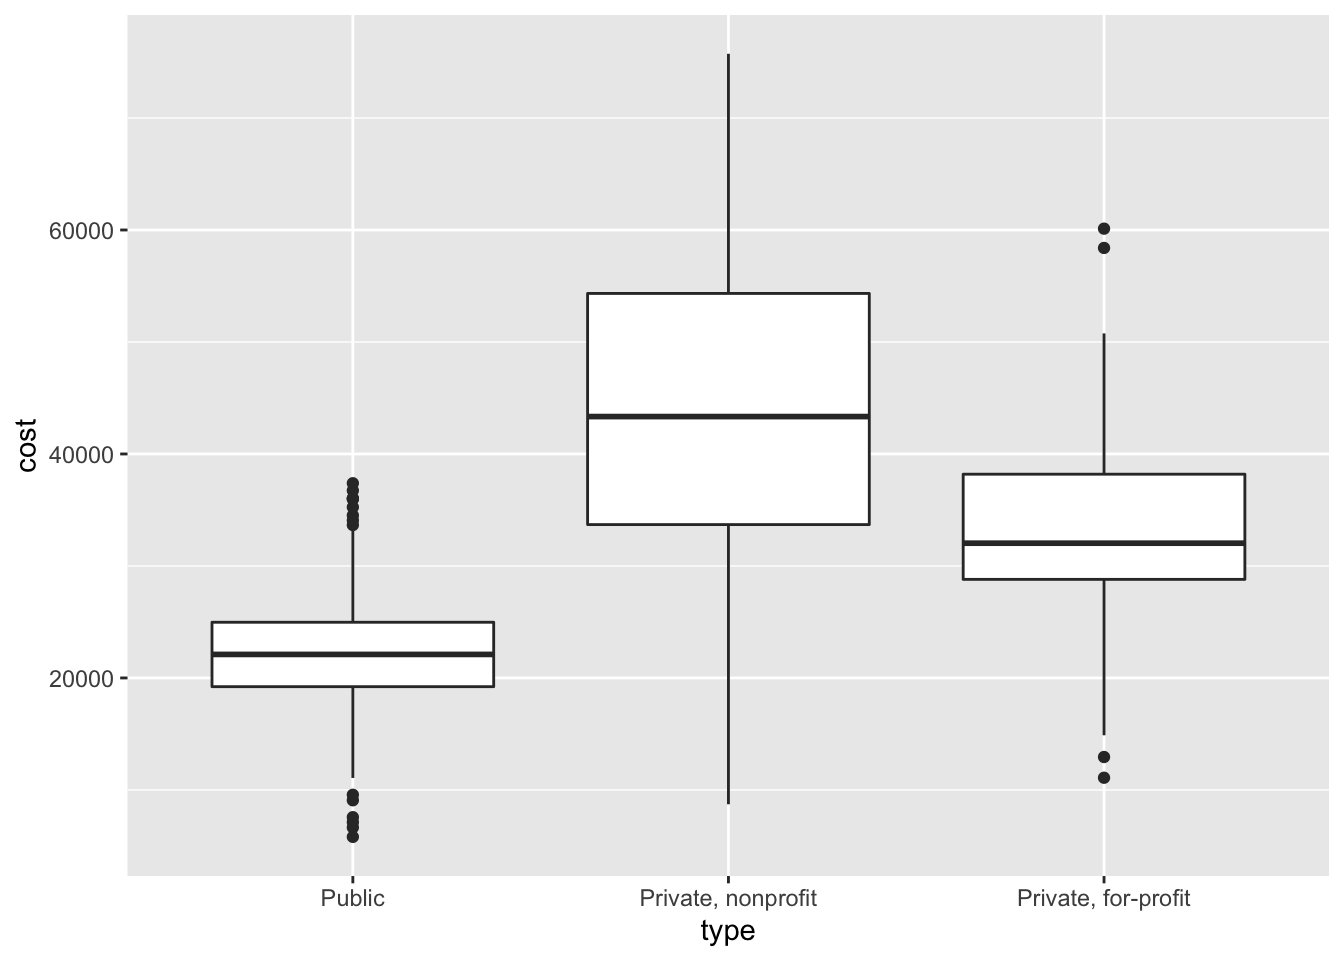 60000
40000
20000
cost
Public
Private, nonprofit
Private, for-profit
type